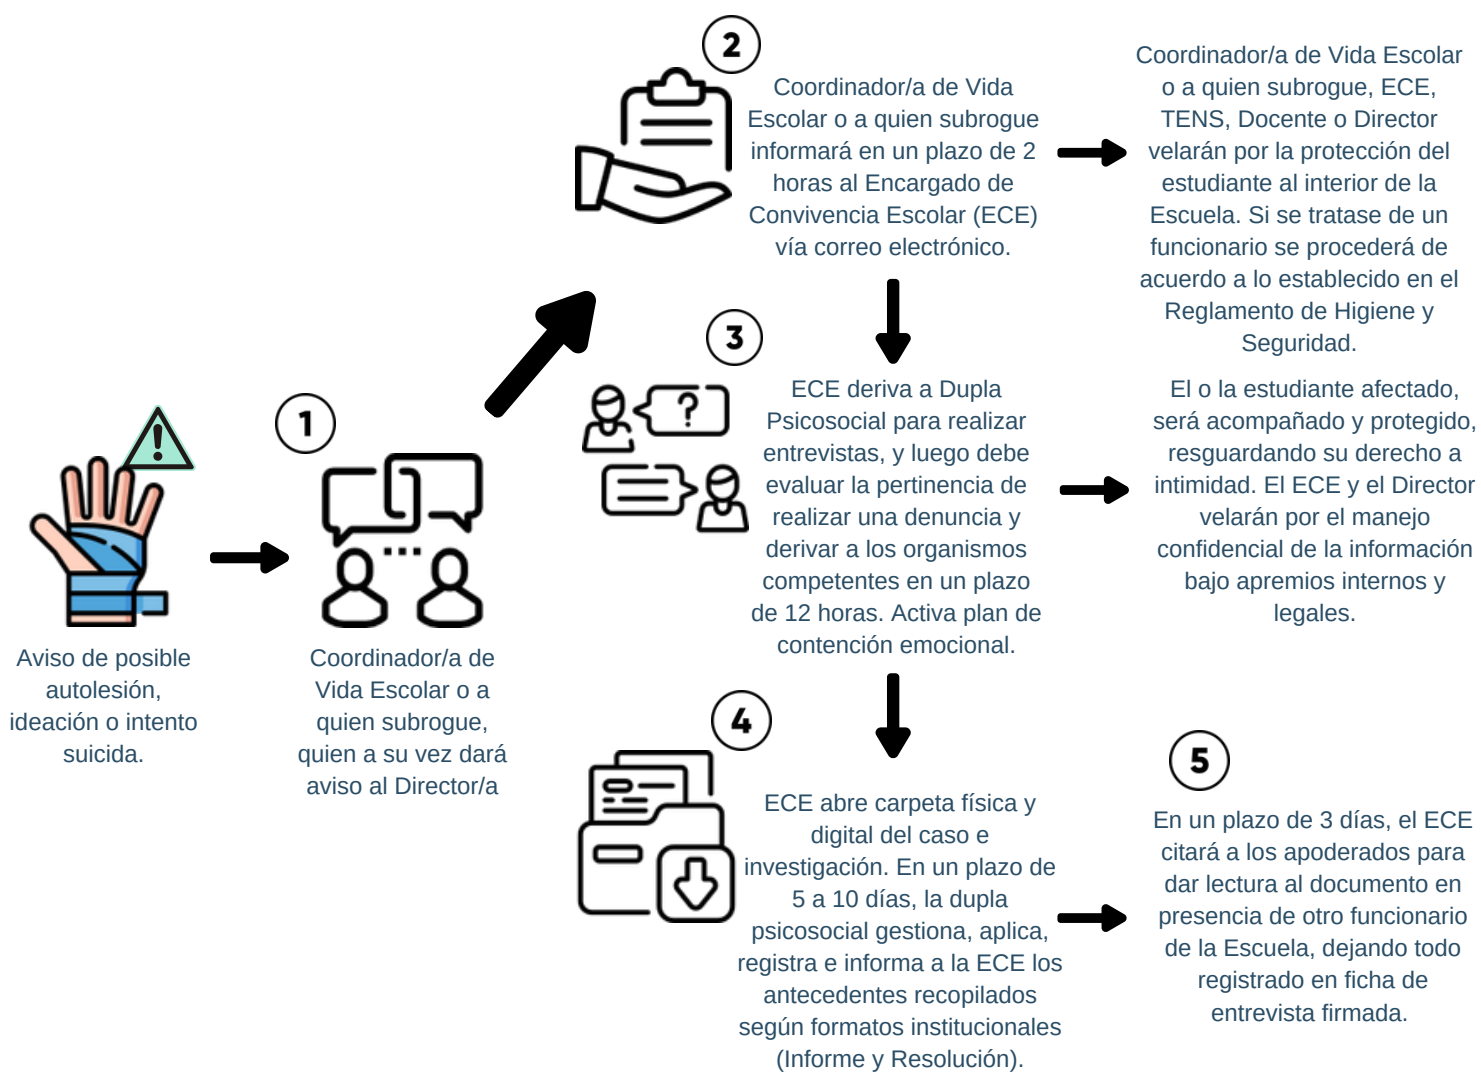 Aviso de posible
autolesión,
ideación o intento
suicida.
1
Coordinador/a de
Vida Escolar o a
quien subrogue,
quien a su vez dará
aviso al Director/a
2
Coordinador/a de Vida
Escolar o a quien subrogue
informará en un plazo de 2
horas al Encargado de
Convivencia Escolar (ECE)
vía correo electrónico.
Coordinador/a de Vida Escolar
o a quien subrogue, ECE,
TENS, Docente o Director
velarán por la protección del
estudiante al interior de la
Escuela. Si se tratase de un
funcionario se procederá de
acuerdo a lo establecido en el
Reglamento de Higiene y
Seguridad.
3
?
ECE deriva a Dupla
Psicosocial para realizar
entrevistas, y luego debe
evaluar la pertinencia de
realizar una denuncia y
derivar a los organismos
competentes en un plazo
de 12 horas. Activa plan de
contención emocional.
El o la estudiante afectado,
será acompañado y protegido,
resguardando su derecho a
intimidad. El ECE y el Director
velarán por el manejo
confidencial de la información
bajo apremios internos y
legales.
4
ECE abre carpeta física y
digital del caso e
investigación. En un plazo de
5 a 10 días, la dupla
psicosocial gestiona, aplica,
registra e informa a la ECE los
antecedentes recopilados
según formatos institucionales
(Informe y Resolución).
5
En un plazo de 3 días, el ECE
citará a los apoderados para
dar lectura al documento en
presencia de otro funcionario
de la Escuela, dejando todo
registrado en ficha de
entrevista firmada.